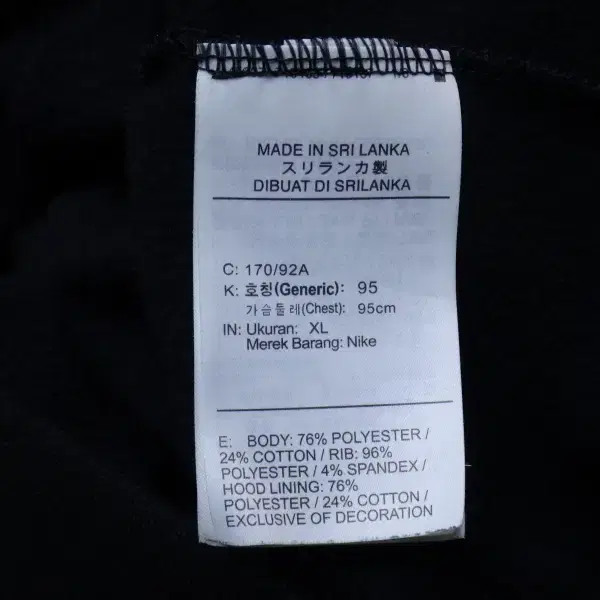 MADE IN SRI LANKA
スリランカ製
DIBUAT DI SRILANKA
C: 170/92A
K: 호칭(Generic): 95
가슴둘레(Chest): 95cm
IN: Ukuran: XL
Merek Barang: Nike
E: BODY: 76% POLYESTER /
24% COTTON / RIB: 96%
POLYESTER / 4% SPANDEX /
HOOD LINING: 76%
POLYESTER / 24% COTTON /
EXCLUSIVE OF DECORATION